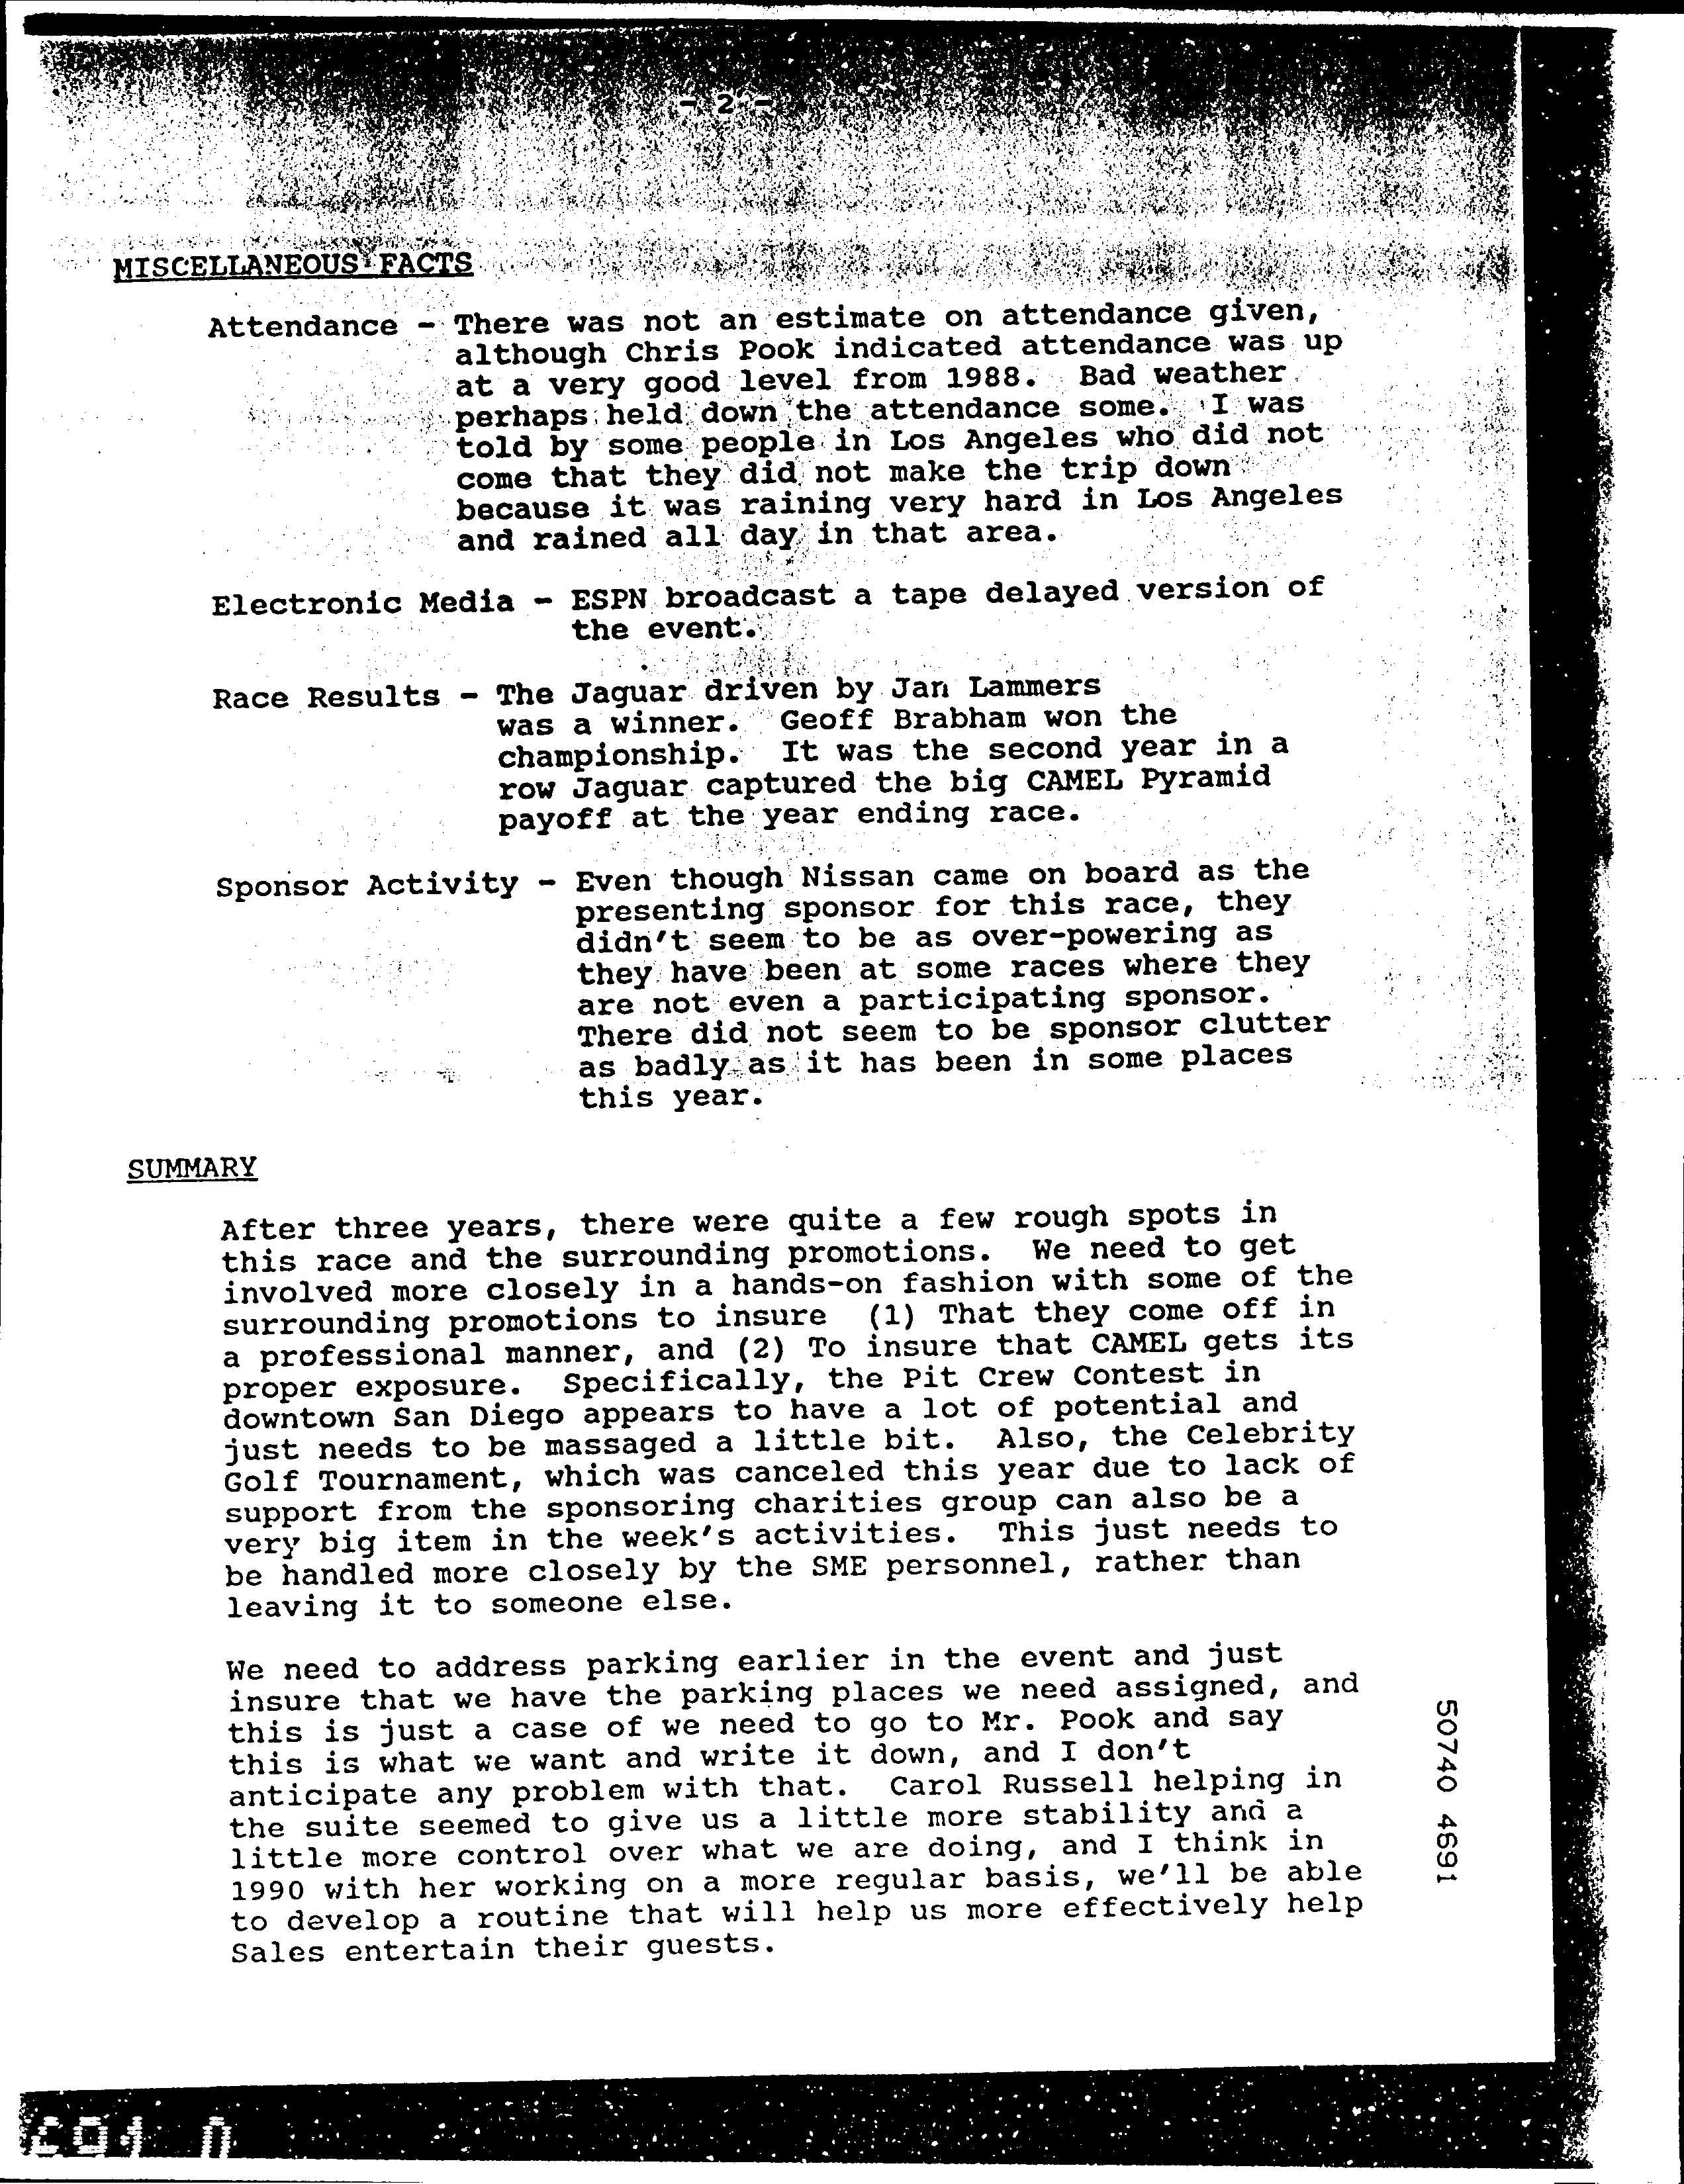 - 2 -
MISCELLANEOUS FACTS
Attendance - There was not an estimate on attendance given,
although Chris Pook indicated attendance was up
at a very good level from 1988. Bad weather
perhaps held down the attendance some. I was
told by some people in Los Angeles who did not
come that they did not make the trip down
because it was raining very hard in Los Angeles
and rained all day in that area.
Electronic Media - ESPN broadcast a tape delayed version of
the event.
Race Results - The Jaguar driven by Jan Lammers
was a winner. Geoff Brabham won the
championship. It was the second year in a
row Jaguar captured the big CAMEL Pyramid
payoff at the year ending race.
Sponsor Activity - Even though Nissan came on board as the
presenting sponsor for this race, they
didn't seem to be as over-powering as
they have been at some races where they
are not even a participating sponsor.
There did not seem to be sponsor clutter
as badly as it has been in some places
this year.
SUMMARY
After three years, there were quite a few rough spots in
this race and the surrounding promotions. We need to get
involved more closely in a hands-on fashion with some of the
surrounding promotions to insure (1) That they come off in
a professional manner, and (2) To insure that CAMEL gets its
proper exposure. Specifically, the Pit Crew Contest in
downtown San Diego appears to have a lot of potential and
just needs to be massaged a little bit. Also, the Celebrity
Golf Tournament, which was canceled this year due to lack of
support from the sponsoring charities group can also be a
very big item in the week's activities. This just needs to
be handled more closely by the SME personnel, rather than
leaving it to someone else.
We need to address parking earlier in the event and just
insure that we have the parking places we need assigned, and
this is just a case of we need to go to Mr. Pook and say
this is what we want and write it down, and I don't
anticipate any problem with that. Carol Russell helping in
the suite seemed to give us a little more stability and a
little more control over what we are doing, and I think in
1990 with her working on a more regular basis, we'll be able
to develop a routine that will help us more effectively help
Sales entertain their guests.
50740 4691